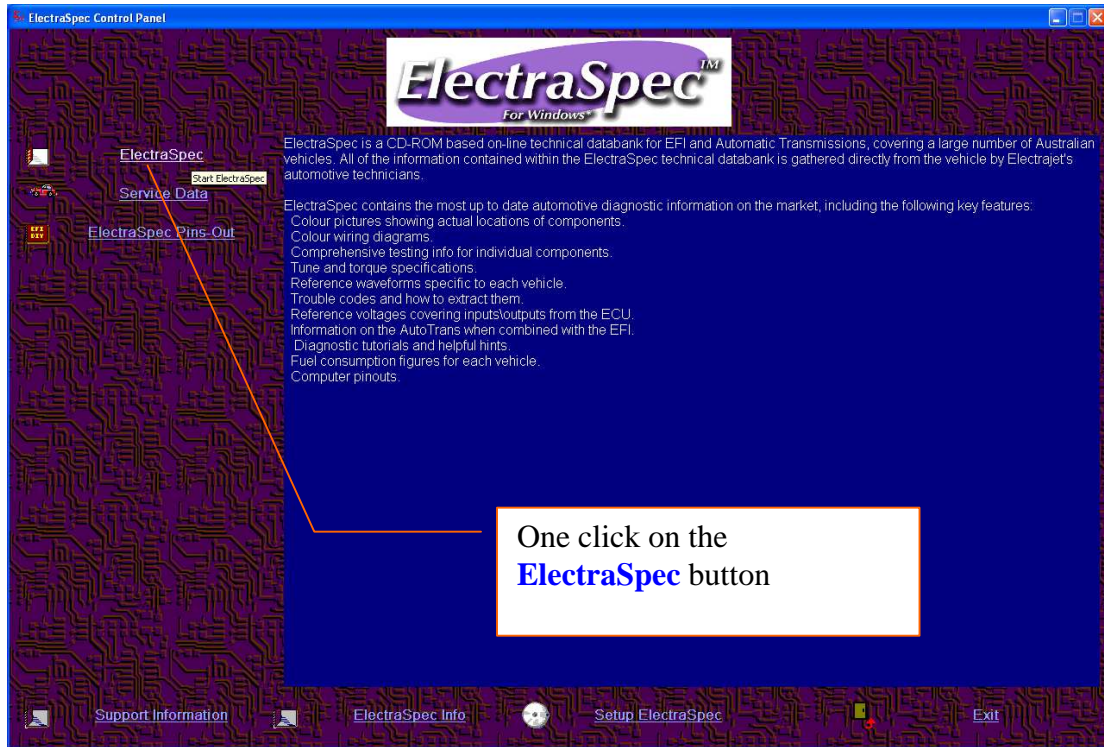 ElectraSpec Control Panel
ElectraSpec™
For Windows®
ElectraSpec
Start ElectraSpec
Service Data
EFI
DIY
ElectraSpec Pins-Out
ElectraSpec is a CD-ROM based on-line technical databank for EFI and Automatic Transmissions, covering a large number of Australian
vehicles. All of the information contained within the ElectraSpec technical databank is gathered directly from the vehicle by Electrajet's
automotive technicians.
ElectraSpec contains the most up to date automotive diagnostic information on the market, including the following key features:
Colour pictures showing actual locations of components.
Colour wiring diagrams.
Comprehensive testing info for individual components.
Tune and torque specifications.
Reference waveforms specific to each vehicle.
Trouble codes and how to extract them.
Reference voltages covering inputs\outputs from the ECU.
Information on the AutoTrans when combined with the EFI.
Diagnostic tutorials and helpful hints.
Fuel consumption figures for each vehicle.
Computer pinouts.
One click on the
ElectraSpec button
Support Information
ElectraSpec Info
Setup ElectraSpec
Exit